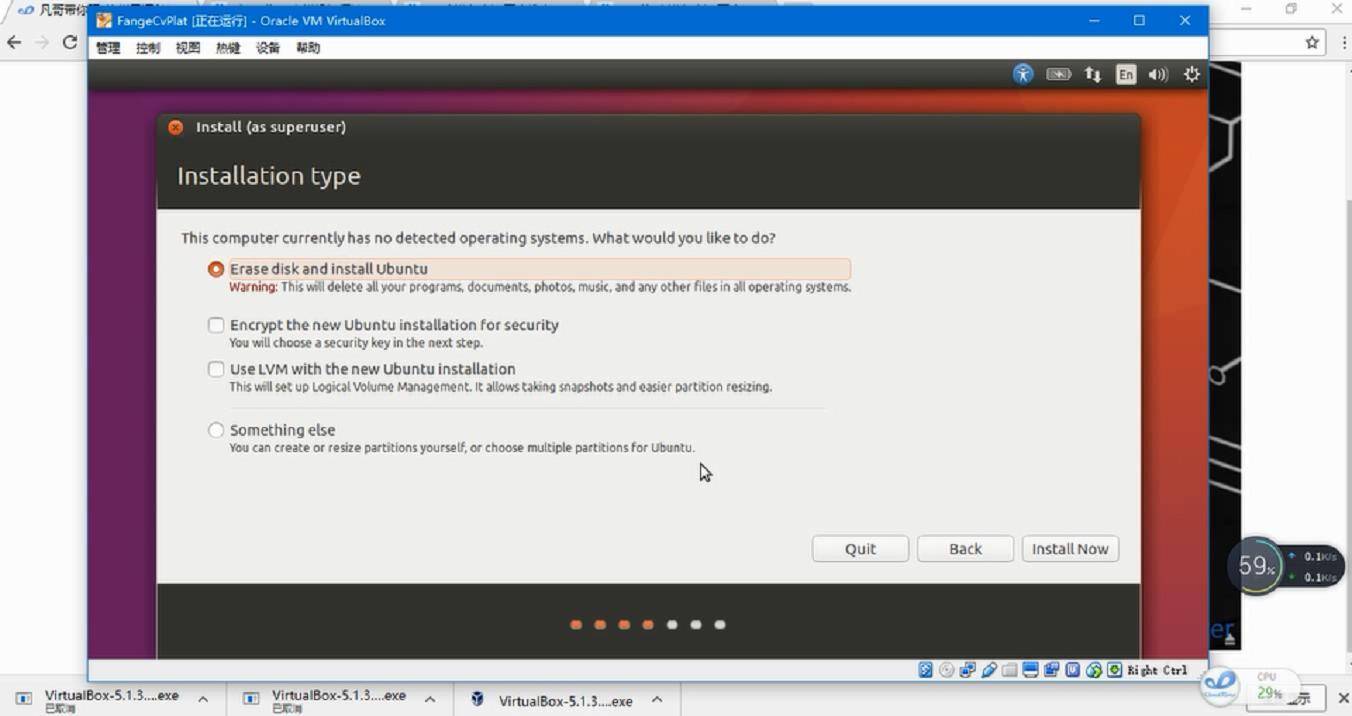 凡哥带你
FangeCvPlat [正在运行] - Oracle VM VirtualBox
管理 控制 视图 热键 设备 帮助
En
Install (as superuser)
Installation type
This computer currently has no detected operating systems. What would you like to do?
Erase disk and install Ubuntu
Warning: This will delete all your programs, documents, photos, music, and any other files in all operating systems.
Encrypt the new Ubuntu installation for security
You will choose a security key in the next step.
Use LVM with the new Ubuntu installation
This will set up Logical Volume Management. It allows taking snapshots and easier partition resizing.
Something else
You can create or resize partitions yourself, or choose multiple partitions for Ubuntu.
Quit Back Install Now
59% 0.1K/s
0.1K/s
er
Right Ctrl
VirtualBox-5.1.3....exe
已取消
VirtualBox-5.1.3....exe
已取消
VirtualBox-5.1.3....exe
CPU
29%
示